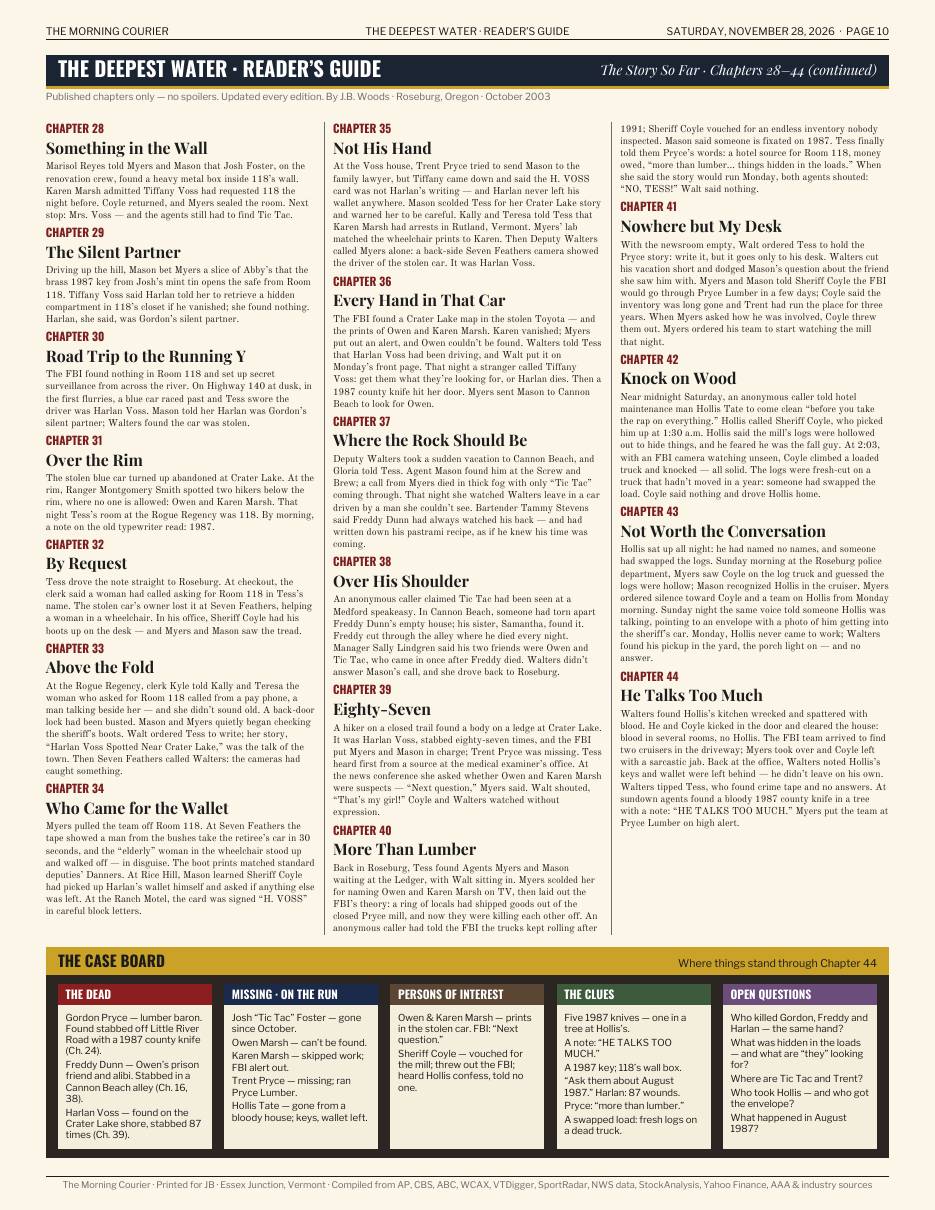 THE MORNING COURIER
THE DEEPEST WATER · READER'S GUIDE
SATURDAY, NOVEMBER 28, 2026 · PAGE 10
THE DEEPEST WATER · READER'S GUIDE
The Story So Far · Chapters 28–44 (continued)
Published chapters only — no spoilers. Updated every edition. By J.B. Woods · Roseburg, Oregon · October 2003
CHAPTER 28
Something in the Wall
Marisol Reyes told Myers and Mason that Josh Foster, on the
renovation crew, found a heavy metal box inside 118's wall.
Karen Marsh admitted Tiffany Voss had requested 118 the
night before. Coyle returned, and Myers sealed the room. Next
stop: Mrs. Voss — and the agents still had to find Tic Tac.
CHAPTER 29
The Silent Partner
Driving up the hill, Mason bet Myers a slice of Abby's that the
brass 1987 key from Josh's mint tin opens the safe from Room
118. Tiffany Voss said Harlan told her to retrieve a hidden
compartment in 118's closet if he vanished; she found nothing.
Harlan, she said, was Gordon's silent partner.
CHAPTER 30
Road Trip to the Running Y
The FBI found nothing in Room 118 and set up secret
surveillance from across the river. On Highway 140 at dusk, in
the first flurries, a blue car raced past and Tess swore the
driver was Harlan Voss. Mason told her Harlan was Gordon's
silent partner; Walters found the car was stolen.
CHAPTER 31
Over the Rim
The stolen blue car turned up abandoned at Crater Lake. At the
rim, Ranger Montgomery Smith spotted two hikers below the
rim, where no one is allowed: Owen and Karen Marsh. That
night Tess's room at the Rogue Regency was 118. By morning,
a note on the old typewriter read: 1987.
CHAPTER 32
By Request
Tess drove the note straight to Roseburg. At checkout, the
clerk said a woman had called asking for Room 118 in Tess's
name. The stolen car's owner lost it at Seven Feathers, helping
a woman in a wheelchair. In his office, Sheriff Coyle had his
boots up on the desk — and Myers and Mason saw the tread.
CHAPTER 33
Above the Fold
At the Rogue Regency, clerk Kyle told Kally and Teresa the
woman who asked for Room 118 called from a pay phone, a
man talking beside her — and she didn't sound old. A back-door
lock had been busted. Mason and Myers quietly began checking
the sheriff's boots. Walt ordered Tess to write; her story,
“Harlan Voss Spotted Near Crater Lake,” was the talk of the
town. Then Seven Feathers called Walters: the cameras had
caught something.
CHAPTER 34
Who Came for the Wallet
Myers pulled the team off Room 118. At Seven Feathers the
tape showed a man from the bushes take the retiree's car in 30
seconds, and the “elderly” woman in the wheelchair stood up
and walked off — in disguise. The boot prints matched standard
deputies' Danners. At Rice Hill, Mason learned Sheriff Coyle
had picked up Harlan's wallet himself and asked if anything else
was left. At the Ranch Motel, the card was signed “H. VOSS”
in careful block letters.
CHAPTER 35
Not His Hand
At the Voss house, Trent Pryce tried to send Mason to the
family lawyer, but Tiffany came down and said the H. VOSS
card was not Harlan's writing — and Harlan never left his
wallet anywhere. Mason scolded Tess for her Crater Lake story
and warned her to be careful. Kally and Teresa told Tess that
Karen Marsh had arrests in Rutland, Vermont. Myers' lab
matched the wheelchair prints to Karen. Then Deputy Walters
called Myers alone: a back-side Seven Feathers camera showed
the driver of the stolen car. It was Harlan Voss.
CHAPTER 36
Every Hand in That Car
The FBI found a Crater Lake map in the stolen Toyota — and
the prints of Owen and Karen Marsh. Karen vanished; Myers
put out an alert, and Owen couldn't be found. Walters told Tess
that Harlan Voss had been driving, and Walt put it on
Monday's front page. That night a stranger called Tiffany
Voss: get them what they're looking for, or Harlan dies. Then a
1987 county knife hit her door. Myers sent Mason to Cannon
Beach to look for Owen.
CHAPTER 37
Where the Rock Should Be
Deputy Walters took a sudden vacation to Cannon Beach, and
Gloria told Tess. Agent Mason found him at the Screw and
Brew; a call from Myers died in thick fog with only “Tic Tac”
coming through. That night she watched Walters leave in a car
driven by a man she couldn't see. Bartender Tammy Stevens
said Freddy Dunn had always watched his back — and had
written down his pastrami recipe, as if he knew his time was
coming.
CHAPTER 38
Over His Shoulder
An anonymous caller claimed Tic Tac had been seen at a
Medford speakeasy. In Cannon Beach, someone had torn apart
Freddy Dunn's empty house; his sister, Samantha, found it.
Freddy cut through the alley where he died every night.
Manager Sally Lindgren said his two friends were Owen and
Tic Tac, who came in once after Freddy died. Walters didn't
answer Mason's call, and she drove back to Roseburg.
CHAPTER 39
Eighty-Seven
A hiker on a closed trail found a body on a ledge at Crater Lake.
It was Harlan Voss, stabbed eighty-seven times, and the FBI
put Myers and Mason in charge; Trent Pryce was missing. Tess
heard first from a source at the medical examiner's office. At
the news conference she asked whether Owen and Karen Marsh
were suspects — “Next question,” Myers said. Walt shouted,
“That's my girl!” Coyle and Walters watched without
expression.
CHAPTER 40
More Than Lumber
Back in Roseburg, Tess found Agents Myers and Mason
waiting at the Ledger, with Walt sitting in. Myers scolded her
for naming Owen and Karen Marsh on TV, then laid out the
FBI's theory: a ring of locals had shipped goods out of the
closed Pryce mill, and now they were killing each other off. An
anonymous caller had told the FBI the trucks kept rolling after
1991; Sheriff Coyle vouched for an endless inventory nobody
inspected. Mason said someone is fixated on 1987. Tess finally
told them Pryce's words: a hotel source for Room 118, money
owed, “more than lumber... things hidden in the loads.” When
she said the story would run Monday, both agents shouted:
“NO, TESS!” Walt said nothing.
CHAPTER 41
Nowhere but My Desk
With the newsroom empty, Walt ordered Tess to hold the
Pryce story: write it, but it goes only to his desk. Walters cut
his vacation short and dodged Mason's question about the friend
she saw him with. Myers and Mason told Sheriff Coyle the FBI
would go through Pryce Lumber in a few days; Coyle said the
inventory was long gone and Trent had run the place for three
years. When Myers asked how he was involved, Coyle threw
them out. Myers ordered his team to start watching the mill
that night.
CHAPTER 42
Knock on Wood
Near midnight Saturday, an anonymous caller told hotel
maintenance man Hollis Tate to come clean “before you take
the rap on everything.” Hollis called Sheriff Coyle, who picked
him up at 1:30 a.m. Hollis said the mill's logs were hollowed
out to hide things, and he feared he was the fall guy. At 2:03,
with an FBI camera watching unseen, Coyle climbed a loaded
truck and knocked — all solid. The logs were fresh-cut on a
truck that hadn't moved in a year: someone had swapped the
load. Coyle said nothing and drove Hollis home.
CHAPTER 43
Not Worth the Conversation
Hollis sat up all night: he had named no names, and someone
had swapped the logs. Sunday morning at the Roseburg police
department, Myers saw Coyle on the log truck and guessed the
logs were hollow; Mason recognized Hollis in the cruiser. Myers
ordered silence toward Coyle and a team on Hollis from Monday
morning. Sunday night the same voice told someone Hollis was
talking, pointing to an envelope with a photo of him getting into
the sheriff's car. Monday, Hollis never came to work; Walters
found his pickup in the yard, the porch light on — and no
answer.
CHAPTER 44
He Talks Too Much
Walters found Hollis's kitchen wrecked and spattered with
blood. He and Coyle kicked in the door and cleared the house:
blood in several rooms, no Hollis. The FBI team arrived to find
two cruisers in the driveway; Myers took over and Coyle left
with a sarcastic jab. Back at the office, Walters noted Hollis's
keys and wallet were left behind — he didn't leave on his own.
Walters tipped Tess, who found crime tape and no answers. At
sundown agents found a bloody 1987 county knife in a tree
with a note: “HE TALKS TOO MUCH.” Myers put the team at
Pryce Lumber on high alert.
THE CASE BOARD
Where things stand through Chapter 44
THE DEAD
Gordon Pryce — lumber baron.
Found stabbed off Little River
Road with a 1987 county knife
(Ch. 24).
Freddy Dunn — Owen's prison
friend and alibi. Stabbed in a
Cannon Beach alley (Ch. 16,
38).
Harlan Voss — found on the
Crater Lake shore, stabbed 87
times (Ch. 39).
MISSING · ON THE RUN
Josh “Tic Tac” Foster — gone
since October.
Owen Marsh — can't be found.
Karen Marsh — skipped work;
FBI alert out.
Trent Pryce — missing; ran
Pryce Lumber.
Hollis Tate — gone from a
bloody house; keys, wallet left.
PERSONS OF INTEREST
Owen & Karen Marsh — prints
in the stolen car. FBI: “Next
question.”
Sheriff Coyle — vouched for
the mill; threw out the FBI;
heard Hollis confess, told no
one.
THE CLUES
Five 1987 knives — one in a
tree at Hollis's.
A note: “HE TALKS TOO
MUCH.”
A 1987 key; 118's wall box.
“Ask them about August
1987.” Harlan: 87 wounds.
Pryce: “more than lumber.”
A swapped load: fresh logs on
a dead truck.
OPEN QUESTIONS
Who killed Gordon, Freddy and
Harlan — the same hand?
What was hidden in the loads
— and what are “they” looking
for?
Where are Tic Tac and Trent?
Who took Hollis — and who got
the envelope?
What happened in August
1987?
The Morning Courier · Printed for JB · Essex Junction, Vermont · Compiled from AP, CBS, ABC, WCAX, VTDigger, SportRadar, NWS data, StockAnalysis, Yahoo Finance, AAA & industry sources